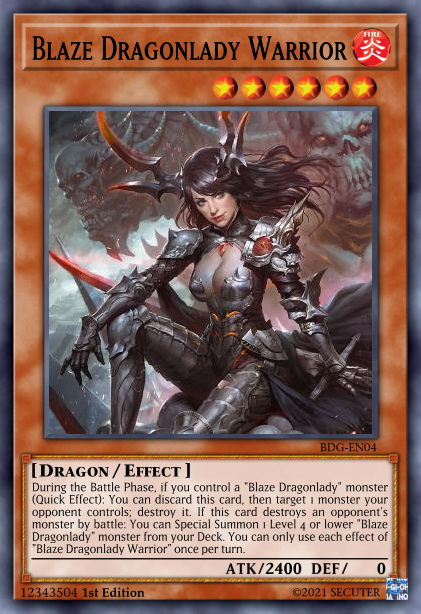 BLAZE DRAGONLADY WARRIOR
FIRE
炎
BDG-EN04
[DRAGON / EFFECT]
During the Battle Phase, if you control a "Blaze Dragonlady" monster
(Quick Effect): You can discard this card, then target 1 monster your
opponent controls; destroy it. If this card destroys an opponent's
monster by battle: You can Special Summon 1 Level 4 or lower "Blaze
Dragonlady" monster from your Deck. You can only use each effect of
"Blaze Dragonlady Warrior" once per turn.
ATK/2400 DEF/ 0
12343504 1st Edition ©2021 SECUTER